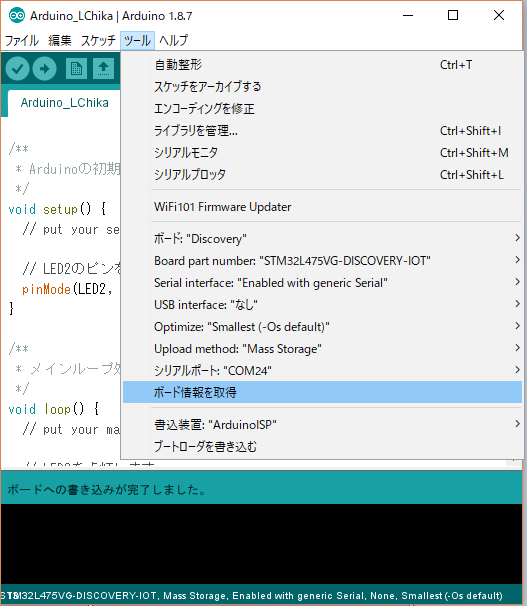 Arduino_LChika | Arduino 1.8.7
ファイル 編集 スケッチ ツール ヘルプ
Arduino_LChika
自動整形 Ctrl+T
スケッチをアーカイブする
エンコーディングを修正
ライブラリを管理... Ctrl+Shift+I
シリアルモニタ Ctrl+Shift+M
シリアルプロッタ Ctrl+Shift+L
WiFi101 Firmware Updater
ボード: "Discovery"
Board part number: "STM32L475VG-DISCOVERY-IOT"
Serial interface: "Enabled with generic Serial"
USB interface: "なし"
Optimize: "Smallest (-Os default)"
Upload method: "Mass Storage"
シリアルポート: "COM24"
ボード情報を取得
書込装置: "ArduinoISP"
ブートローダを書き込む
/**
* Arduinoの初期
*/
void setup() {
// put your se
// LED2のピンを
pinMode(LED2,
}
/**
* メインループ処
*/
void loop() {
// put your ma
// LED2を点灯します
ボードへの書き込みが完了しました。
STM32L475VG-DISCOVERY-IOT, Mass Storage, Enabled with generic Serial, None, Smallest (-Os default)